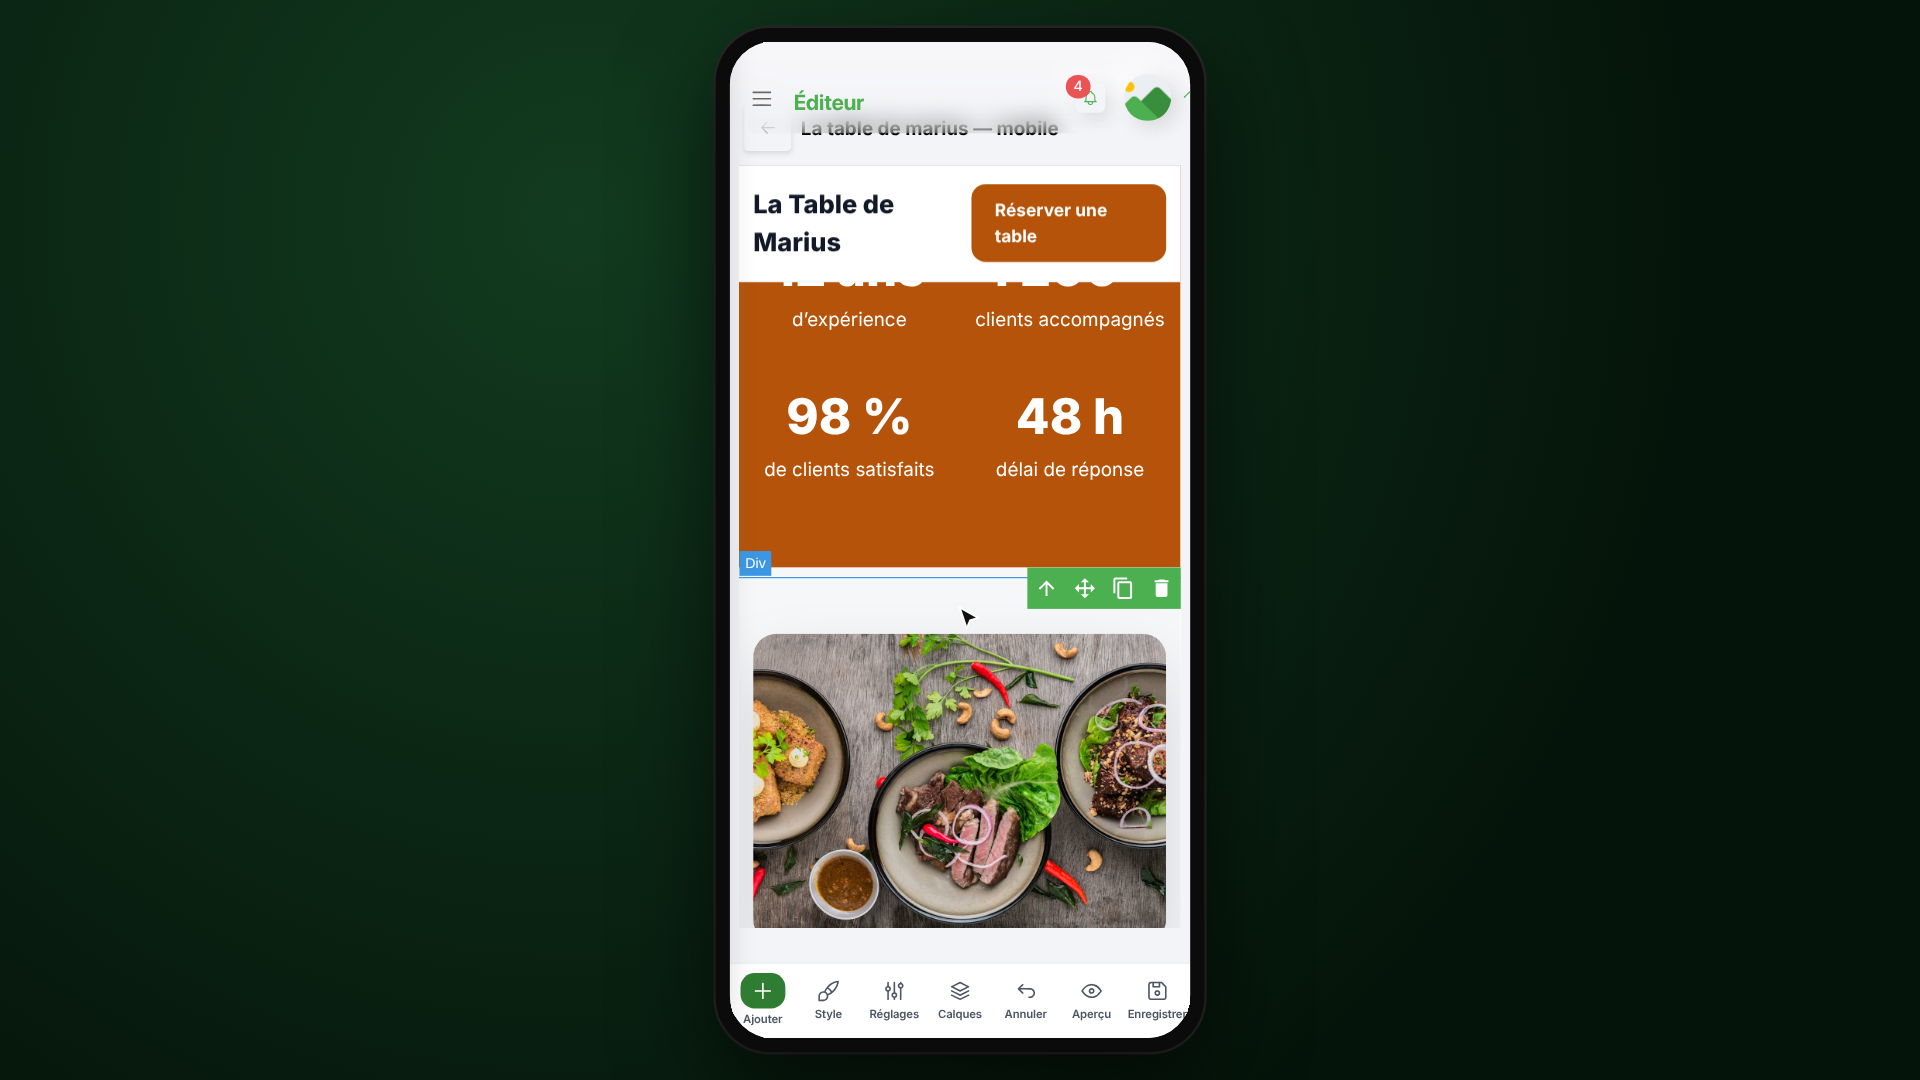 4
Éditeur
La table de marius — mobile
La Table de
Marius
Réserver une
table
d’expérience
clients accompagnés
98 %
48 h
de clients satisfaits
délai de réponse
Div
Ajouter
Style
Réglages
Calques
Annuler
Aperçu
Enregistrer